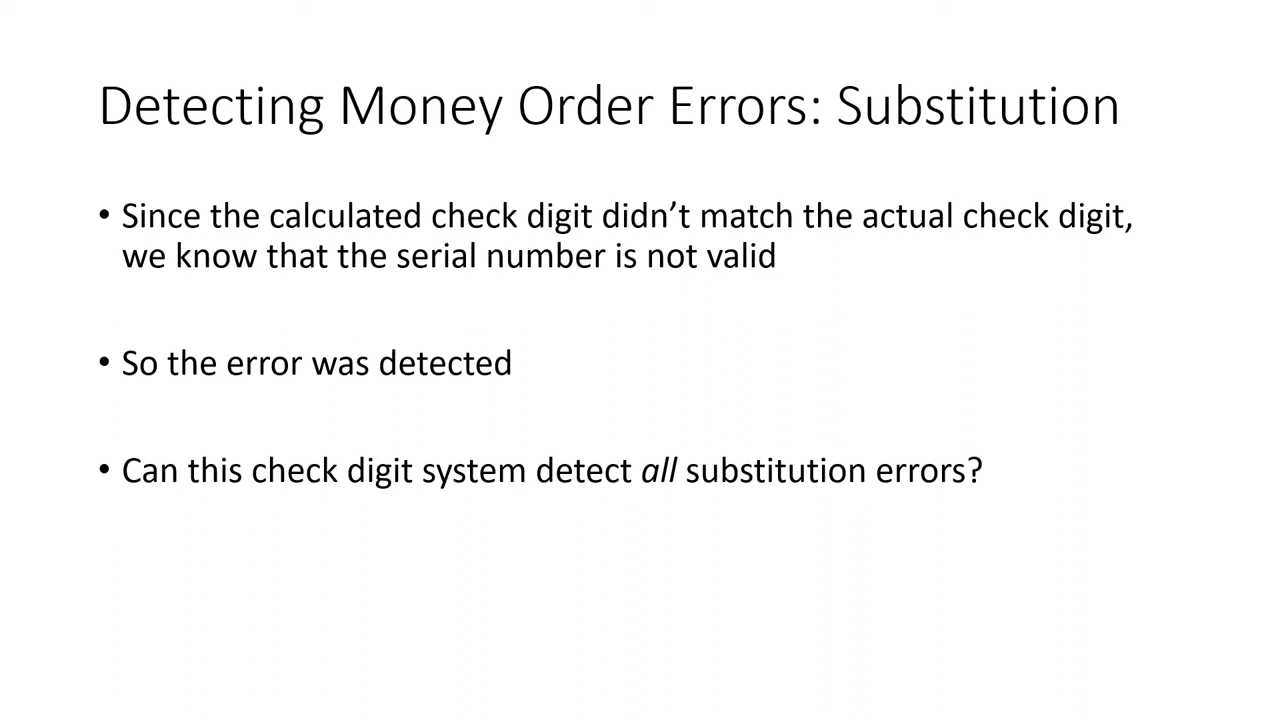 Detecting Money Order Errors: Substitution
• Since the calculated check digit didn’t match the actual check digit,
we know that the serial number is not valid
• So the error was detected
• Can this check digit system detect all substitution errors?